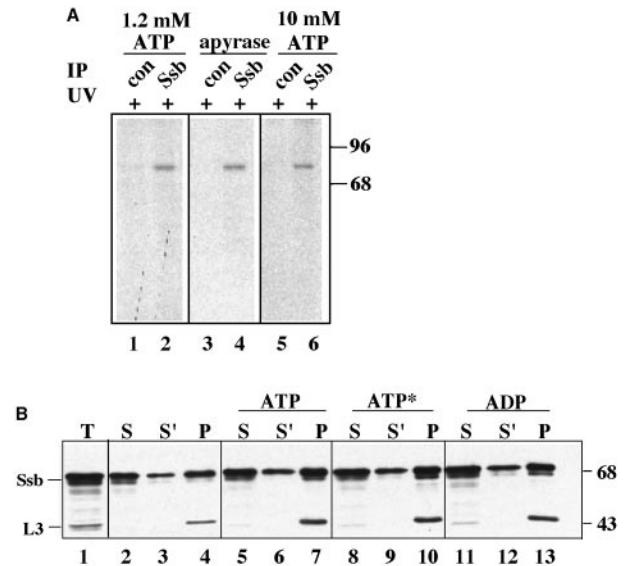 A
1.2 mM 10 mM
ATP apyrase ATP
IP con Ssb con Ssb con Ssb
UV + + + + + +
96
68
1 2 3 4 5 6
B
ATP ATP* ADP
T S S' P S S' P S S' P S S' P
Ssb 68
L3 43
1 2 3 4 5 6 7 8 9 10 11 12 13